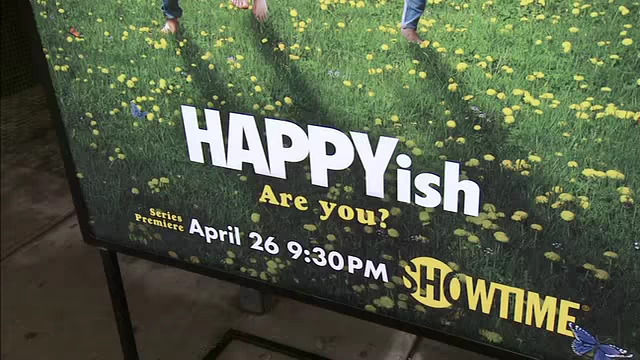 HAPPYish
Are you?
Series
Premiere
April 26 9:30PM
SHOWTIME®